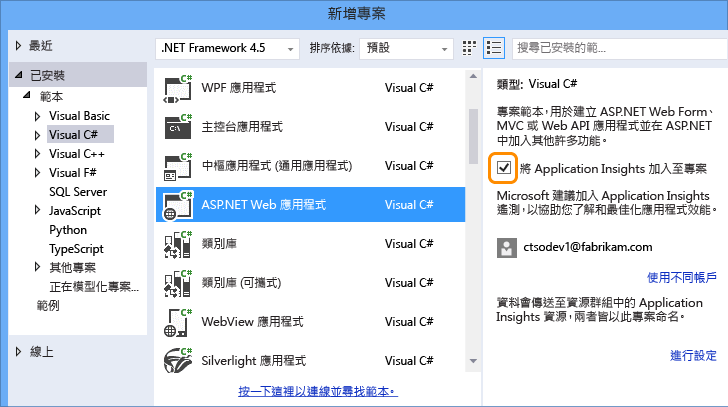 新增專案
最近
已安裝
範本
Visual Basic
Visual C#
Visual C++
Visual F#
SQL Server
JavaScript
Python
TypeScript
其他專案
正在模型化專案...
範例
線上
.NET Framework 4.5
排序依據:
預設
搜尋已安裝的範...
C#
WPF 應用程式
Visual C#
C#
C:\
主控台應用程式
Visual C#
C#
中樞應用程式 (通用應用程式)
Visual C#
C#
ASP.NET Web 應用程式
Visual C#
C#
類別庫
Visual C#
C#
類別庫 (可攜式)
Visual C#
C#
WebView 應用程式
Visual C#
C#
Silverlight 應用程式
Visual C#
按一下這裡以連線並尋找範本。
類型: Visual C#
專案範本,用於建立 ASP.NET Web Form、
MVC 或 Web API 應用程式並在 ASP.NET
中加入其他許多功能。
將 Application Insights 加入至專案
Microsoft 建議加入 Application Insights
遙測,以協助您了解和最佳化應用程式效能。
ctsodev1@fabrikam.com
使用不同帳戶
資料會傳送至資源群組中的 Application
Insights 資源,兩者皆以此專案命名。
進行設定